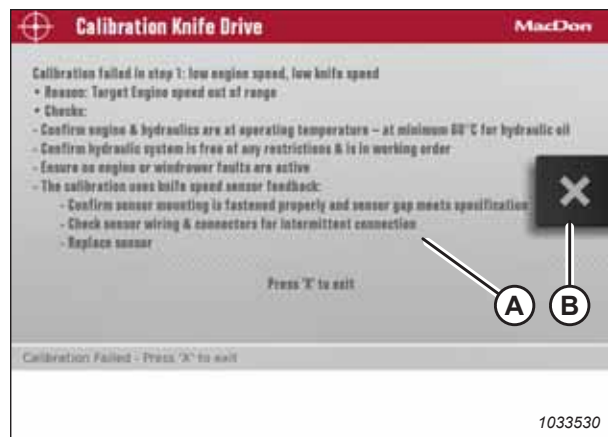 Calibration Knife Drive
MacDon
Calibration failed in step 1: low engine speed, low knife speed
• Reason: Target Engine speed out of range
• Checks:
- Confirm engine & hydraulics are at operating temperature – at minimum 60°C for hydraulic oil
- Confirm hydraulic system is free of any restrictions & is in working order
- Ensure no engine or windrower faults are active
- The calibration uses knife speed sensor feedback:
- Confirm sensor mounting is fastened properly and sensor gap meets specification
- Check sensor wiring & connectors for intermittent connection
- Replace sensor
Press 'X' to exit
A
B
Calibration Failed - Press 'X' to exit
1033530